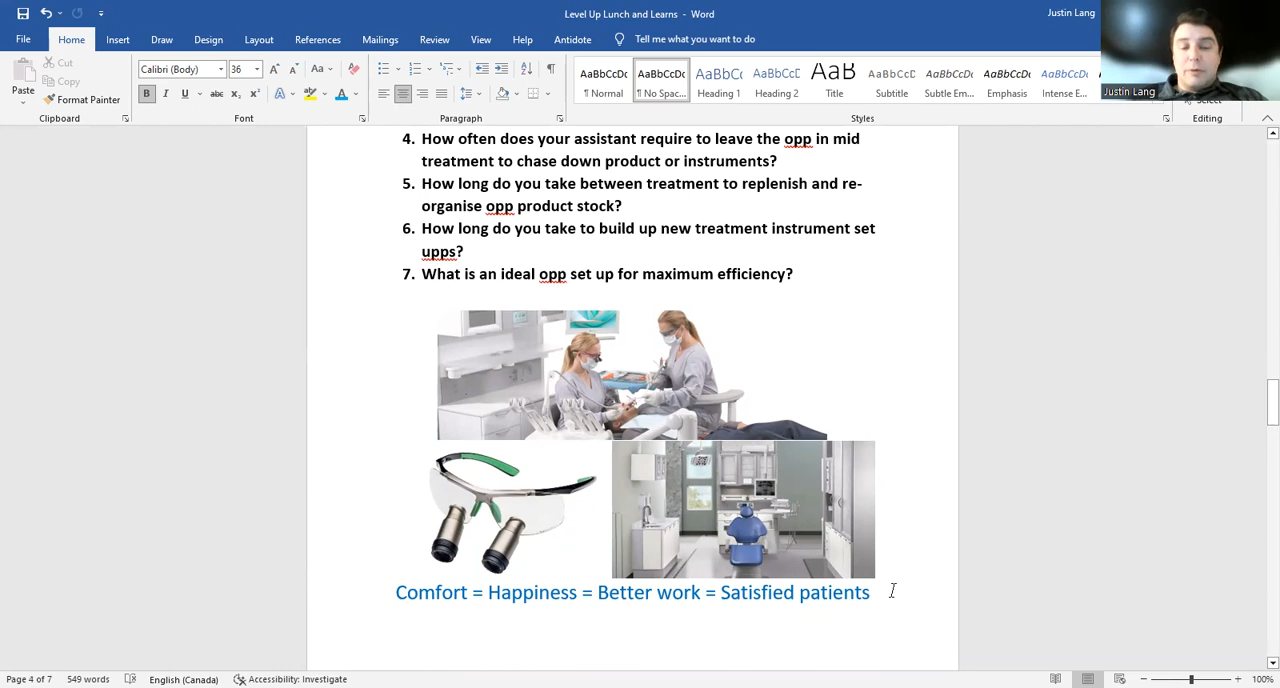 Level Up Lunch and Learns - Word
Justin Lang
File Home Insert Draw Design Layout References Mailings Review View Help Antidote Tell me what you want to do
Paste
Cut
Copy
Format Painter
Clipboard
Calibri (Body) 36
Font
Paragraph
AaBbCcDc AaBbCcDc AaBbCc AaBbCcD AaB AaBbCcD AaBbCcDc AaBbCcDc AaBbCcDc
¶ Normal ¶ No Spac... Heading 1 Heading 2 Title Subtitle Subtle Em... Emphasis Intense E...
Styles
Justin Lang
Select
Editing
4. How often does your assistant require to leave the opp in mid
treatment to chase down product or instruments?
5. How long do you take between treatment to replenish and re-
organise opp product stock?
6. How long do you take to build up new treatment instrument set
upps?
7. What is an ideal opp set up for maximum efficiency?
Comfort = Happiness = Better work = Satisfied patients
Page 4 of 7 549 words English (Canada) Accessibility: Investigate 100%